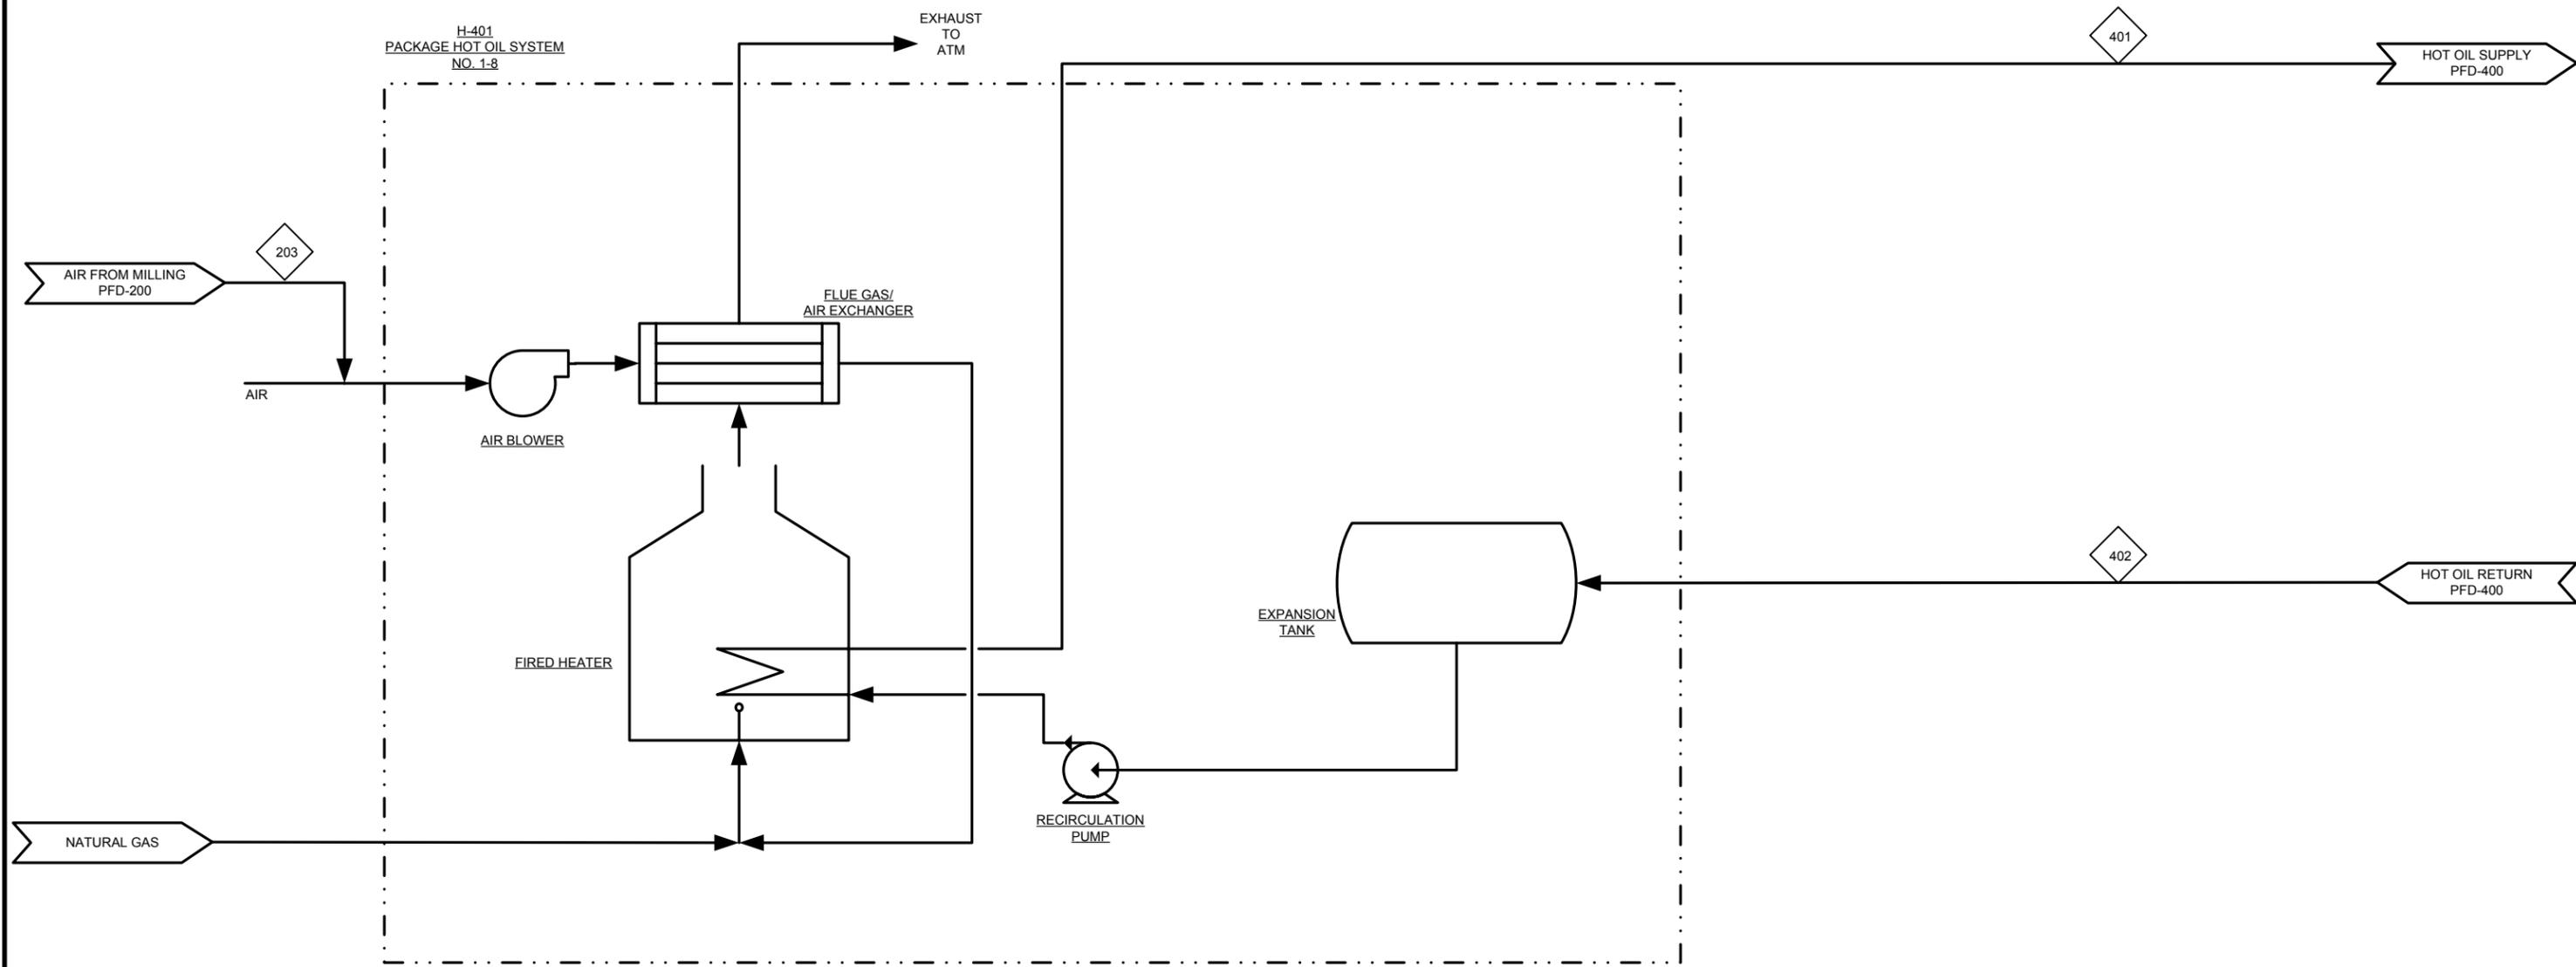 EXHAUST
TO
ATM
H-401
PACKAGE HOT OIL SYSTEM
NO. 1-8
401
HOT OIL SUPPLY
PFD-400
203
AIR FROM MILLING
PFD-200
FLUE GAS/
AIR EXCHANGER
AIR
AIR BLOWER
402
HOT OIL RETURN
PFD-400
EXPANSION
TANK
FIRED HEATER
RECIRCULATION
PUMP
NATURAL GAS